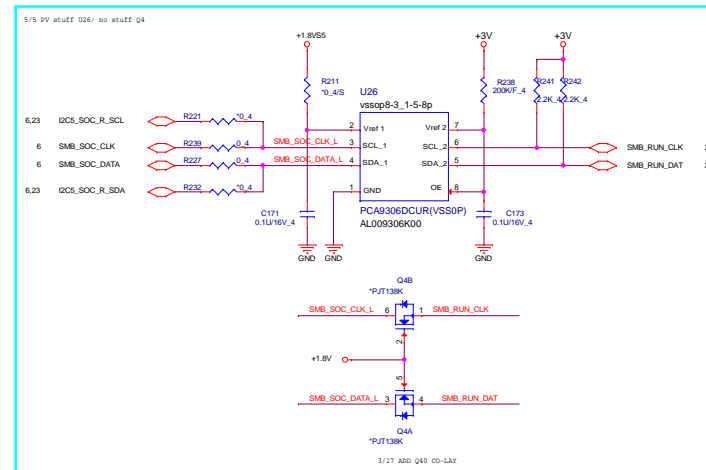 5/5 PV stuff U26/ no stuff Q4
+1.8VS5
+3V
+3V
R211
*0_4/S
U26
vssop8-3_1-5-8p
R238
200K/F_4
R241
2.2K_4
R242
2.2K_4
6,23 I2C5_SOC_R_SCL R221 *0_4
2 Vref 1
Vref 2 7
6 SMB_SOC_CLK R239 0_4 SMB_SOC_CLK_L 3 SCL_1
SCL_2 6 SMB_RUN_CLK
6 SMB_SOC_DATA R227 0_4 SMB_SOC_DATA_L 4 SDA_1
SDA_2 5 SMB_RUN_DAT
6,23 I2C5_SOC_R_SDA R232 *0_4
1 GND
OE 8
C171
0.1U/16V_4
PCA9306DCUR(VSS0P)
AL009306K00
C173
0.1U/16V_4
GND
GND
GND
Q4B
*PJT138K
SMB_SOC_CLK_L 6 1 SMB_RUN_CLK
2
+1.8V
5
SMB_SOC_DATA_L 3 4 SMB_RUN_DAT
Q4A
*PJT138K
3/17 ADD Q40 CO-LAY